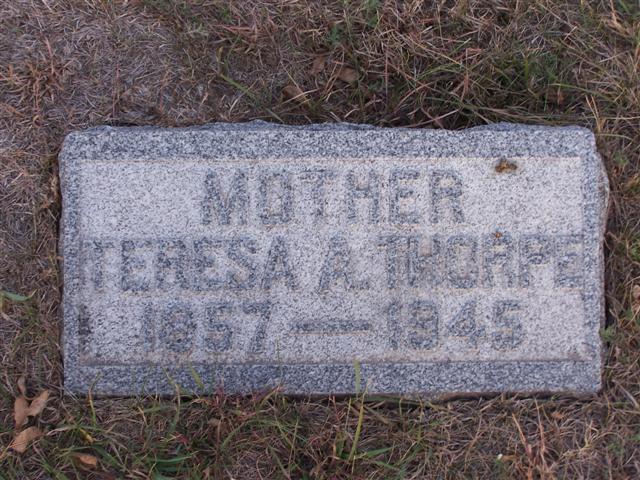 MOTHER
TERESA A. THORPE
1857 — 1945